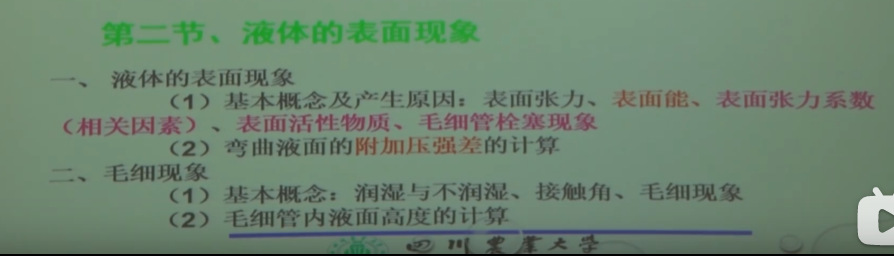 第二节、液体的表面现象
一、 液体的表面现象
（1）基本概念及产生原因：表面张力、表面能、表面张力系数
（相关因素）、表面活性物质、毛细管栓塞现象
（2）弯曲液面的附加压强差的计算
二、毛细现象
（1）基本概念：润湿与不润湿、接触角、毛细现象
（2）毛细管内液面高度的计算
四川农业大学